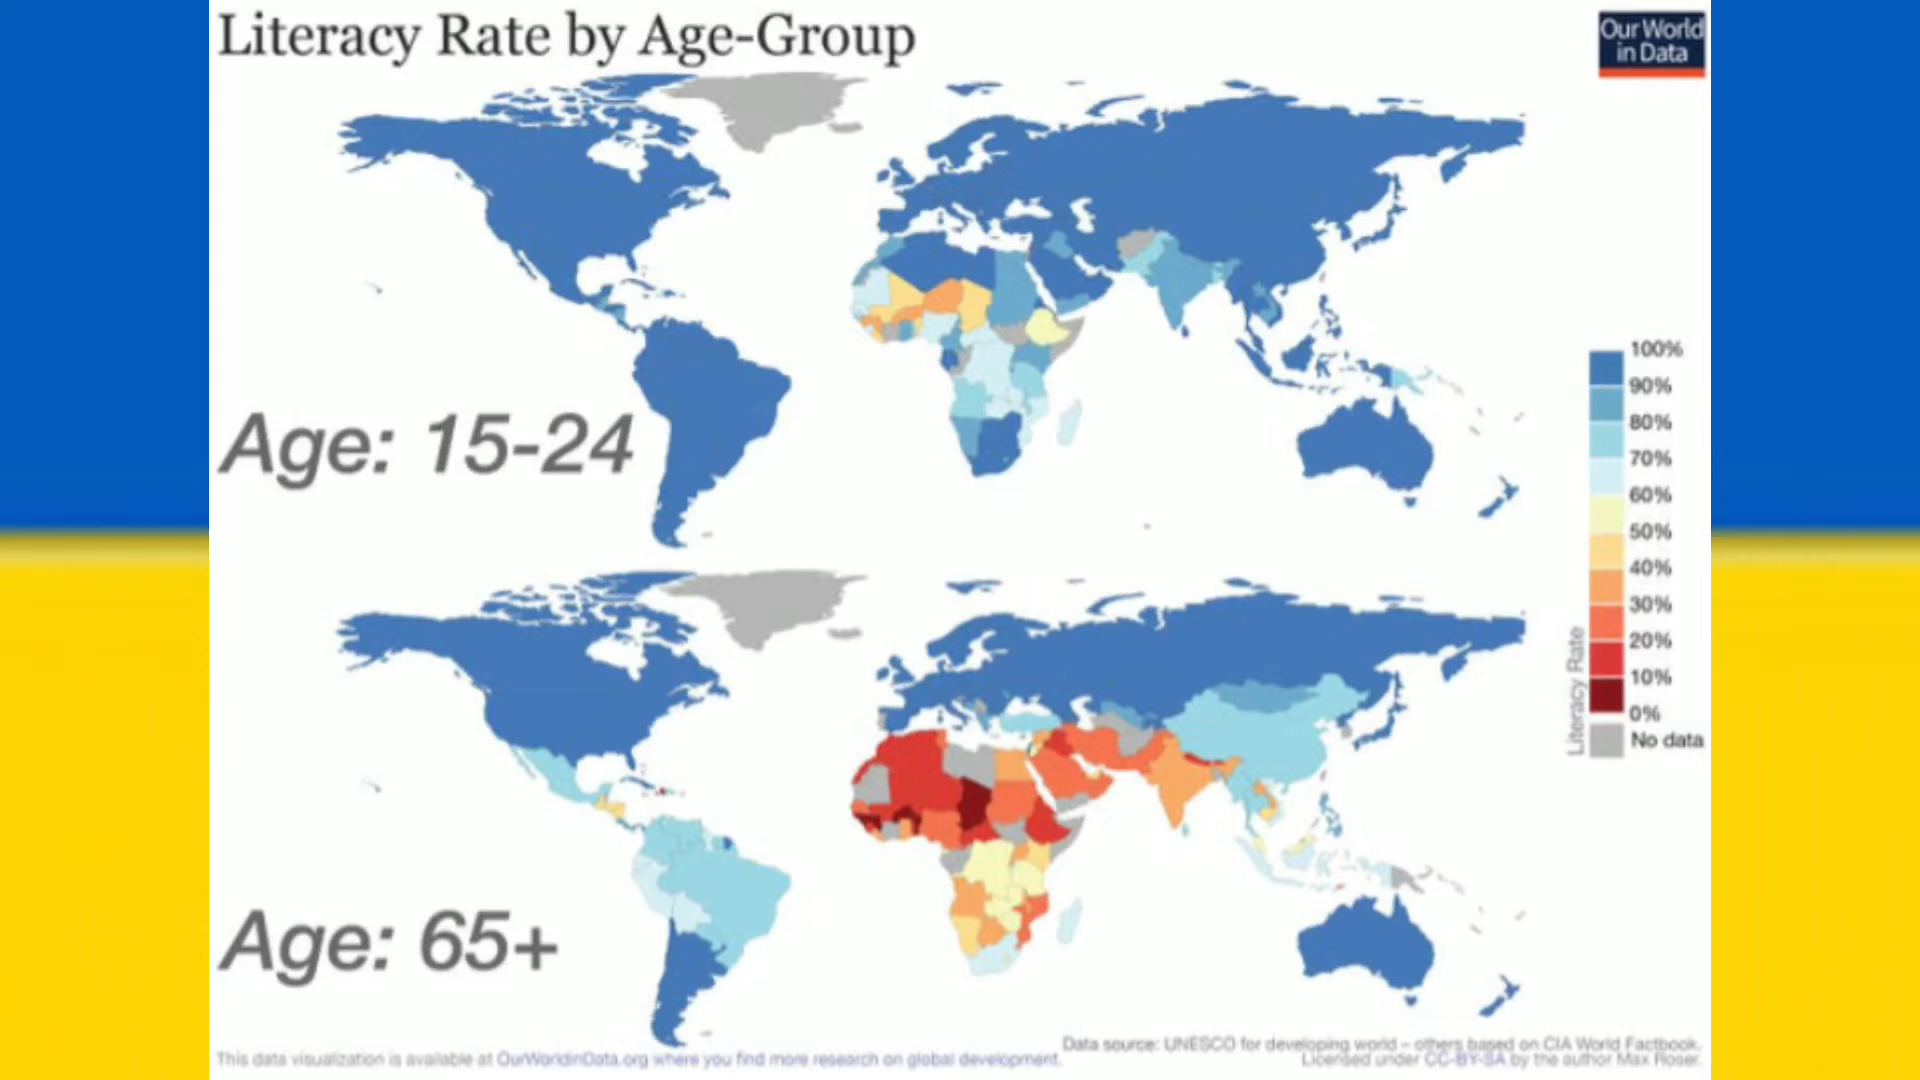 Literacy Rate by Age-Group
Our World
in Data
Age: 15-24
100%
90%
80%
70%
60%
50%
40%
30%
20%
10%
0%
No data
Literacy Rate
Age: 65+
Data source: UNESCO for developing world – others based on CIA World Factbook.
This data visualization is available at OurWorldinData.org where you find more research on global development.
Licensed under CC-BY-SA by the author Max Roser.